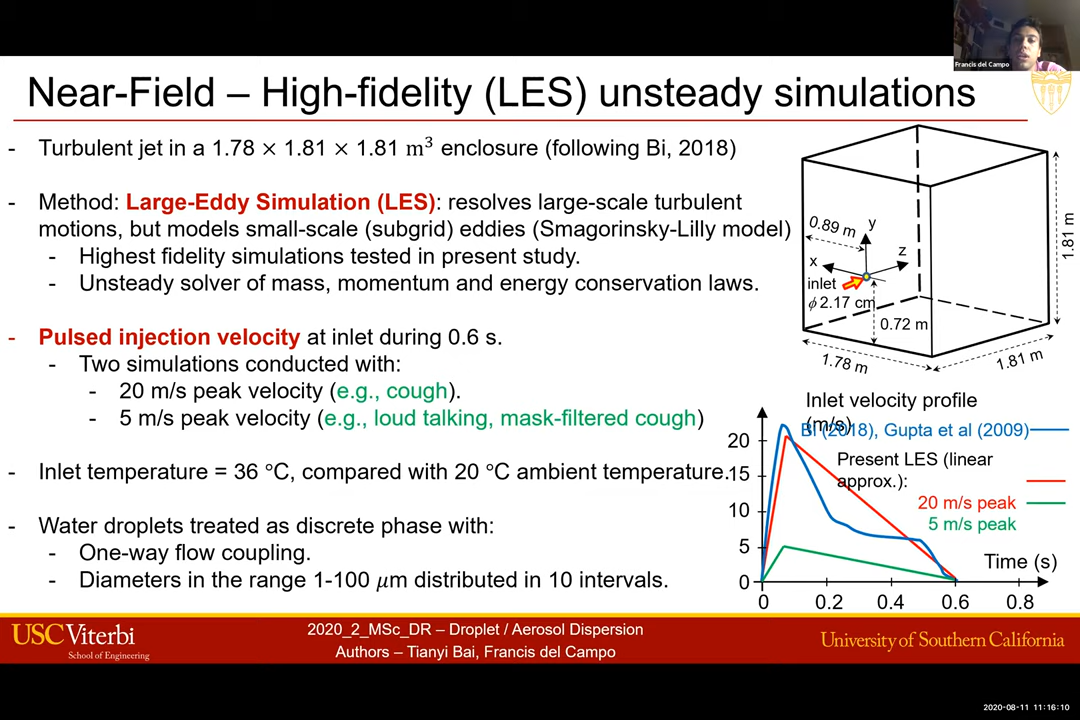 Francis del Campo
Near-Field – High-fidelity (LES) unsteady simulations
- Turbulent jet in a 1.78 × 1.81 × 1.81 m³ enclosure (following Bi, 2018)
- Method: Large-Eddy Simulation (LES): resolves large-scale turbulent
motions, but models small-scale (subgrid) eddies (Smagorinsky-Lilly model)
- Highest fidelity simulations tested in present study.
- Unsteady solver of mass, momentum and energy conservation laws.
- Pulsed injection velocity at inlet during 0.6 s.
- Two simulations conducted with:
- 20 m/s peak velocity (e.g., cough).
- 5 m/s peak velocity (e.g., loud talking, mask-filtered cough)
- Inlet temperature = 36 °C, compared with 20 °C ambient temperature.
- Water droplets treated as discrete phase with:
- One-way flow coupling.
- Diameters in the range 1-100 μm distributed in 10 intervals.
0.89 m
y
z
x
inlet
ϕ 2.17 cm
0.72 m
1.81 m
1.78 m
1.81 m
Inlet velocity profile
(m/s)
Bi (2018), Gupta et al (2009)
Present LES (linear
approx.):
20 m/s peak
5 m/s peak
Time (s)
20
15
10
5
0
0 0.2 0.4 0.6 0.8
USC Viterbi
School of Engineering
2020_2_MSc_DR – Droplet / Aerosol Dispersion
Authors – Tianyi Bai, Francis del Campo
University of Southern California
2020-08-11 11:16:10